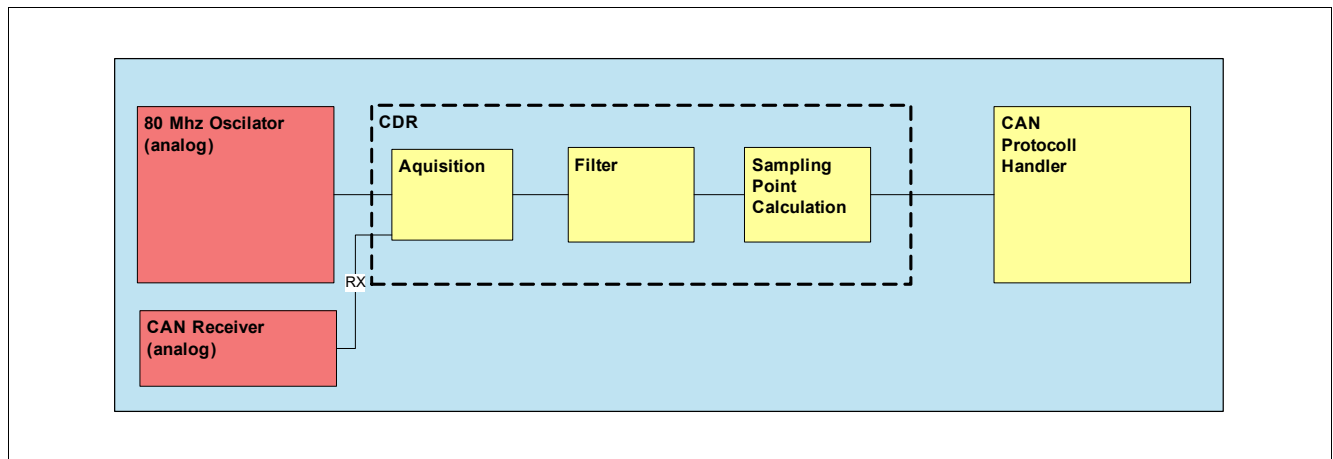 80 Mhz Oscilator
(analog)
CDR
Aquisition
Filter
Sampling
Point
Calculation
CAN
Protocoll
Handler
RX
CAN Receiver
(analog)